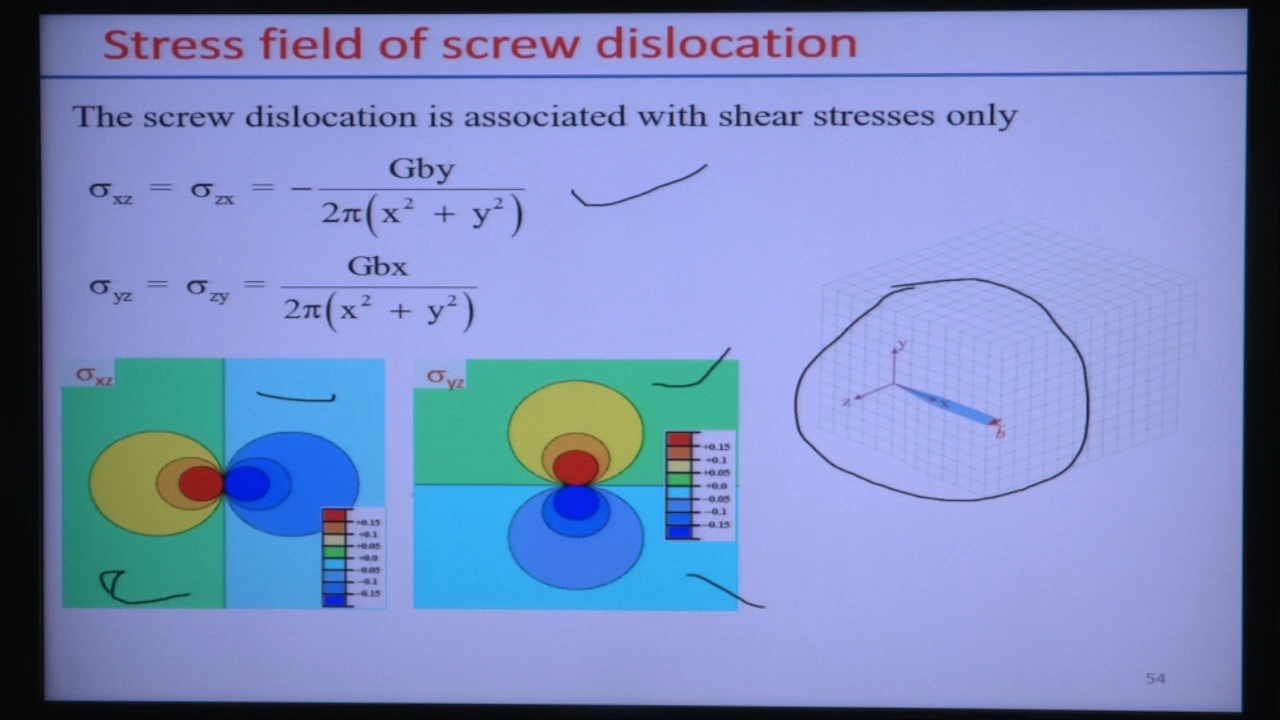 Stress field of screw dislocation
The screw dislocation is associated with shear stresses only
σxz = σzx = − Gby / 2π(x² + y²)
σyz = σzy = Gbx / 2π(x² + y²)
σxz
+0.15
+0.1
+0.05
+0.0
−0.05
−0.1
−0.15
σyz
+0.15
+0.1
+0.05
+0.0
−0.05
−0.1
−0.15
y
z
x
b
54